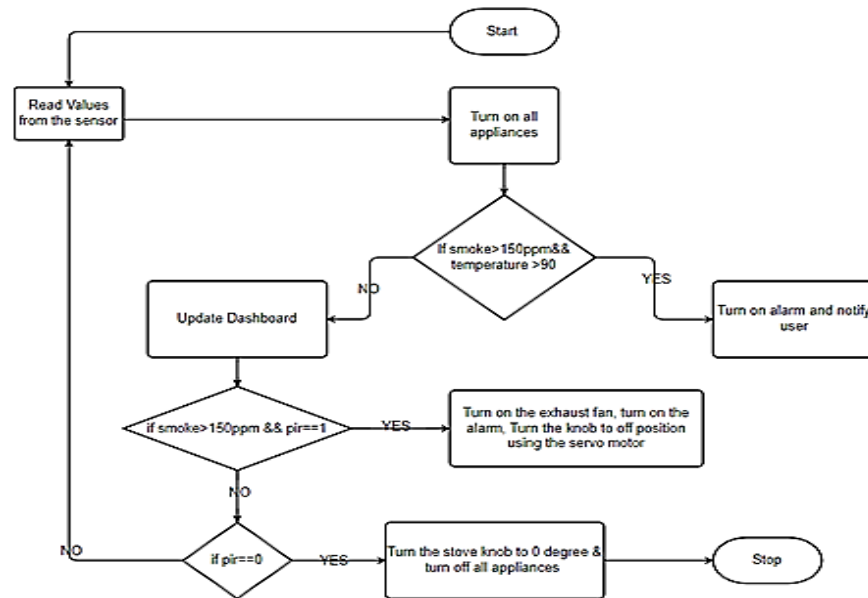 Start
Read Values
from the sensor
Turn on all
appliances
If smoke>150ppm&&
temperature >90
NO
YES
Update Dashboard
Turn on alarm and notify
user
if smoke>150ppm && pir==1
YES
Turn on the exhaust fan, turn on the
alarm, Turn the knob to off position
using the servo motor
NO
if pir==0
NO
YES
Turn the stove knob to 0 degree &
turn off all appliances
Stop